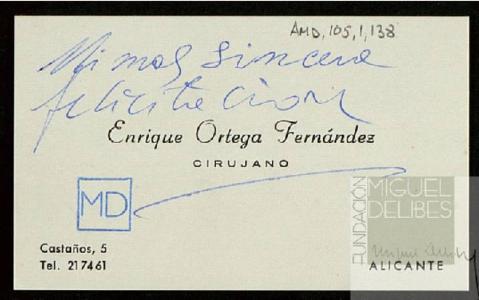 AMD, 105, 1, 138
Mi mas sincera
felicitación
Enrique Ortega Fernández
CIRUJANO
MD
Castaños, 5
Tel. 217461
ALICANTE
FUNDACIÓN
MIGUEL
DELIBES